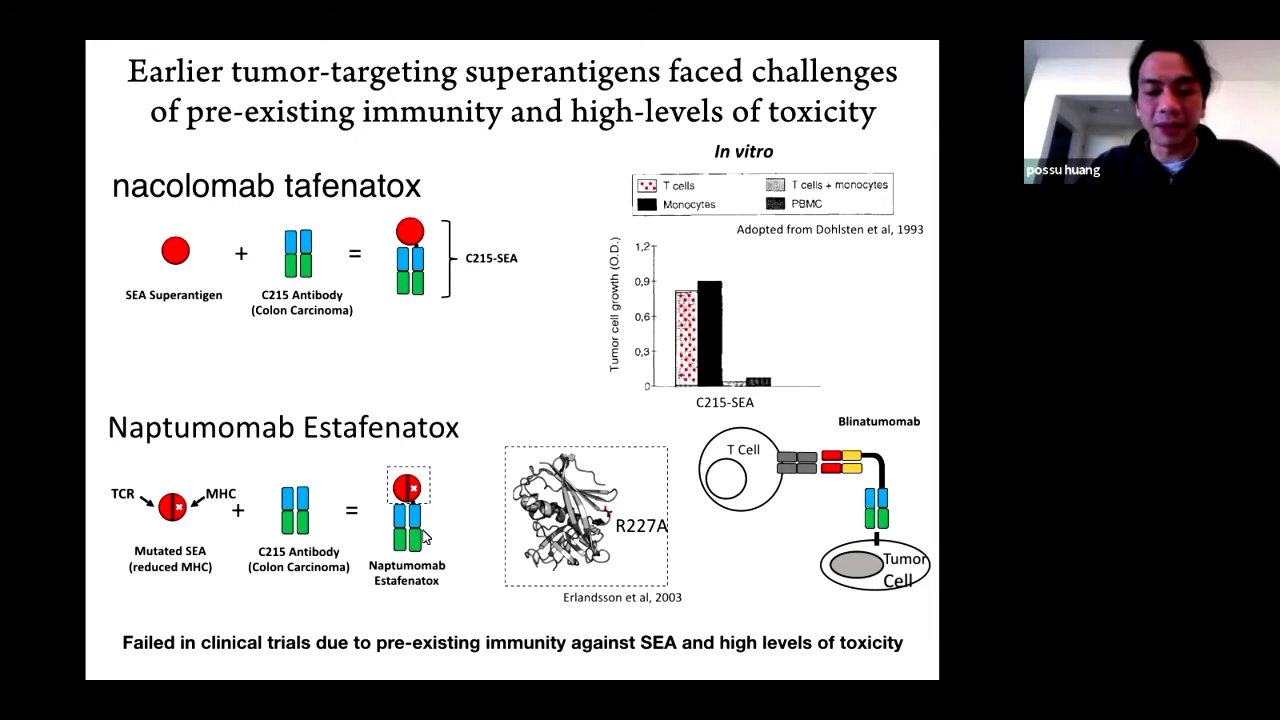 Earlier tumor-targeting superantigens faced challenges
of pre-existing immunity and high-levels of toxicity
possu huang
nacolomab tafenatox
SEA Superantigen
+
C215 Antibody
(Colon Carcinoma)
=
C215-SEA
In vitro
T cells
T cells + monocytes
Monocytes
PBMC
Adopted from Dohlsten et al, 1993
Tumor cell growth (O.D.)
1,2
0,9
0,6
0,3
0
C215-SEA
Naptumomab Estafenatox
TCR
MHC
Mutated SEA
(reduced MHC)
+
C215 Antibody
(Colon Carcinoma)
=
Naptumomab
Estafenatox
R227A
Erlandsson et al, 2003
Blinatumomab
T Cell
Tumor
Cell
Failed in clinical trials due to pre-existing immunity against SEA and high levels of toxicity